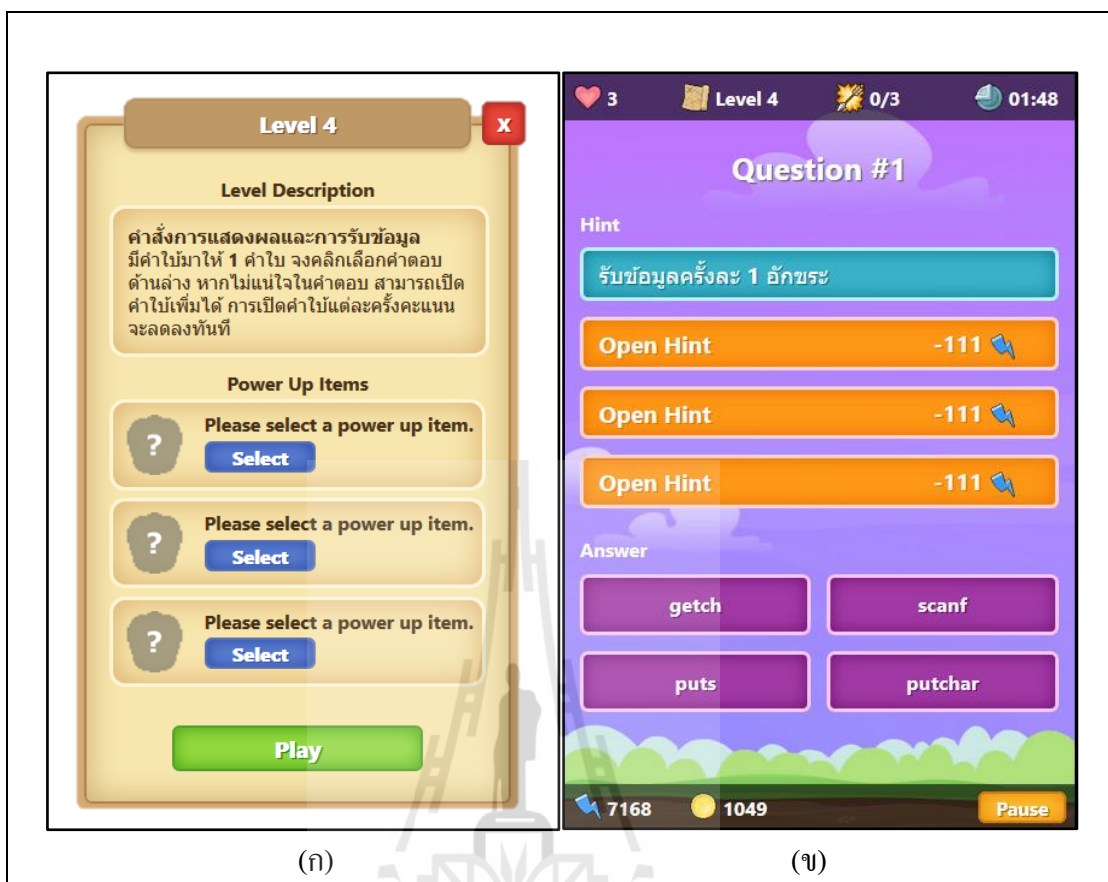 Level 4
X
Level Description
คำสั่งการแสดงผลและการรับข้อมูล
มีคำใบ้มาให้ 1 คำใบ จงคลิกเลือกคำตอบ
ด้านล่าง หากไม่แน่ใจในคำตอบ สามารถเปิด
คำใบ้เพิ่มได้ การเปิดคำใบ้แต่ละครั้งคะแนน
จะลดลงทันที
Power Up Items
?
Please select a power up item.
Select
?
Please select a power up item.
Select
?
Please select a power up item.
Select
Play
(ก)
3
Level 4
0/3
01:48
Question #1
Hint
รับข้อมูลครั้งละ 1 อักขระ
Open Hint -111
Open Hint -111
Open Hint -111
Answer
getch
scanf
puts
putchar
7168
1049
Pause
(ข)